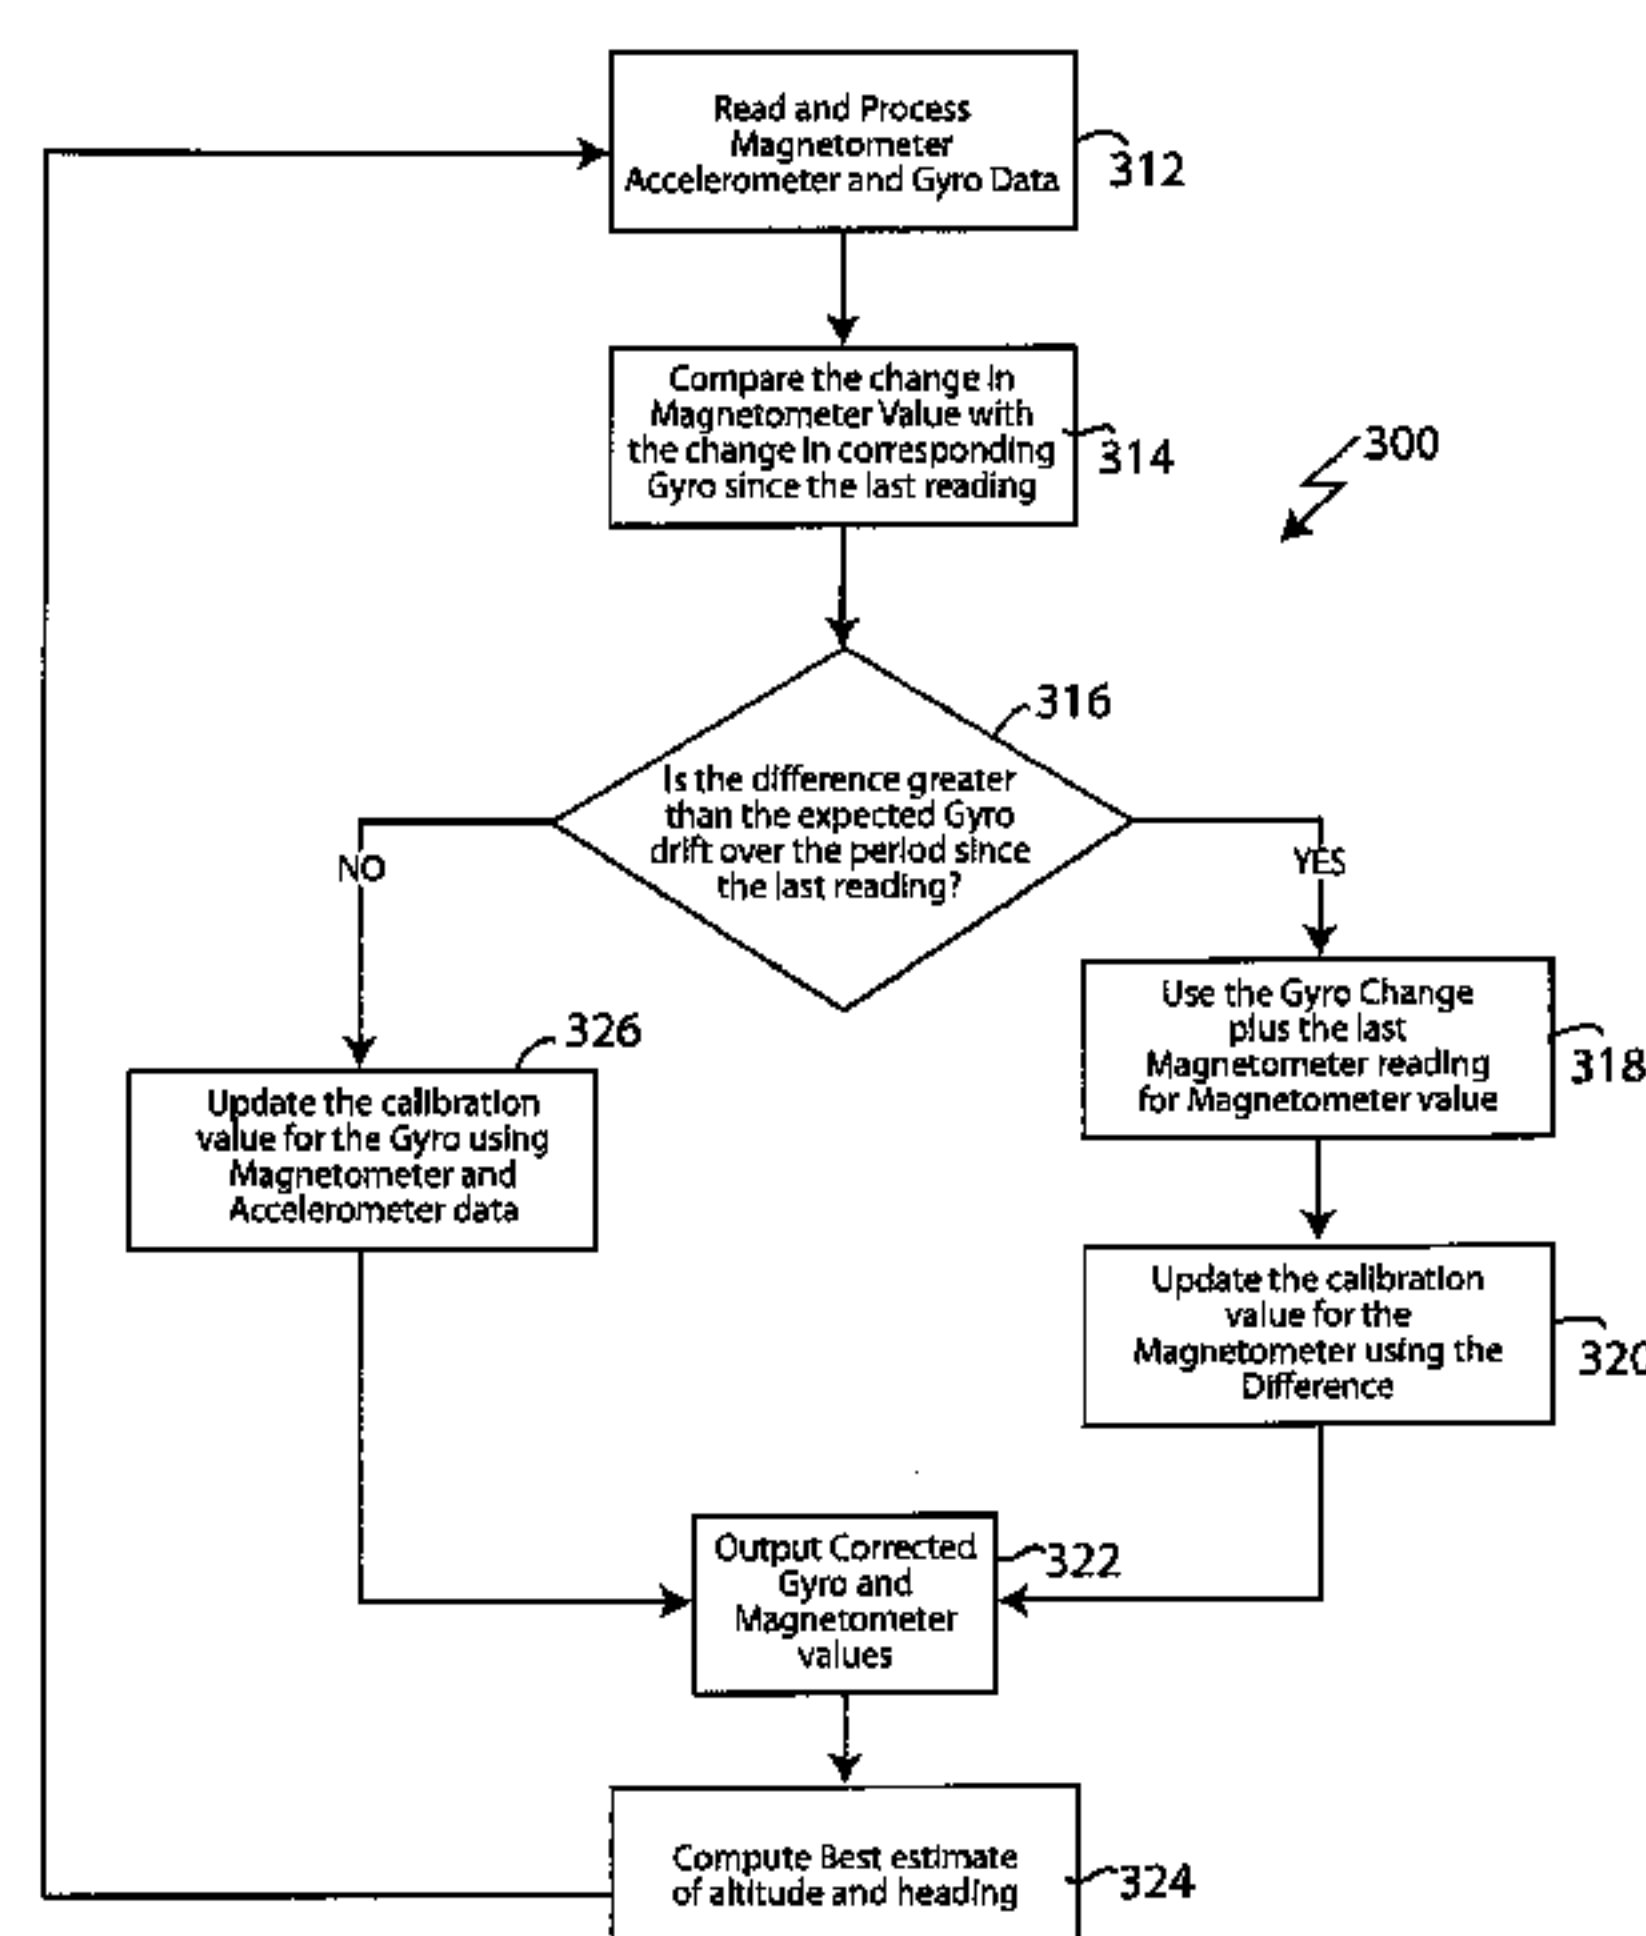 Read and Process
Magnetometer
Accelerometer and Gyro Data
312
Compare the change in
Magnetometer Value with
the change in corresponding
Gyro since the last reading
314
300
316
Is the difference greater
than the expected Gyro
drift over the period since
the last reading?
NO
YES
Use the Gyro Change
plus the last
Magnetometer reading
for Magnetometer value
318
326
Update the calibration
value for the Gyro using
Magnetometer and
Accelerometer data
Update the calibration
value for the
Magnetometer using the
Difference
320
Output Corrected
Gyro and
Magnetometer
values
322
Compute Best estimate
of altitude and heading
324